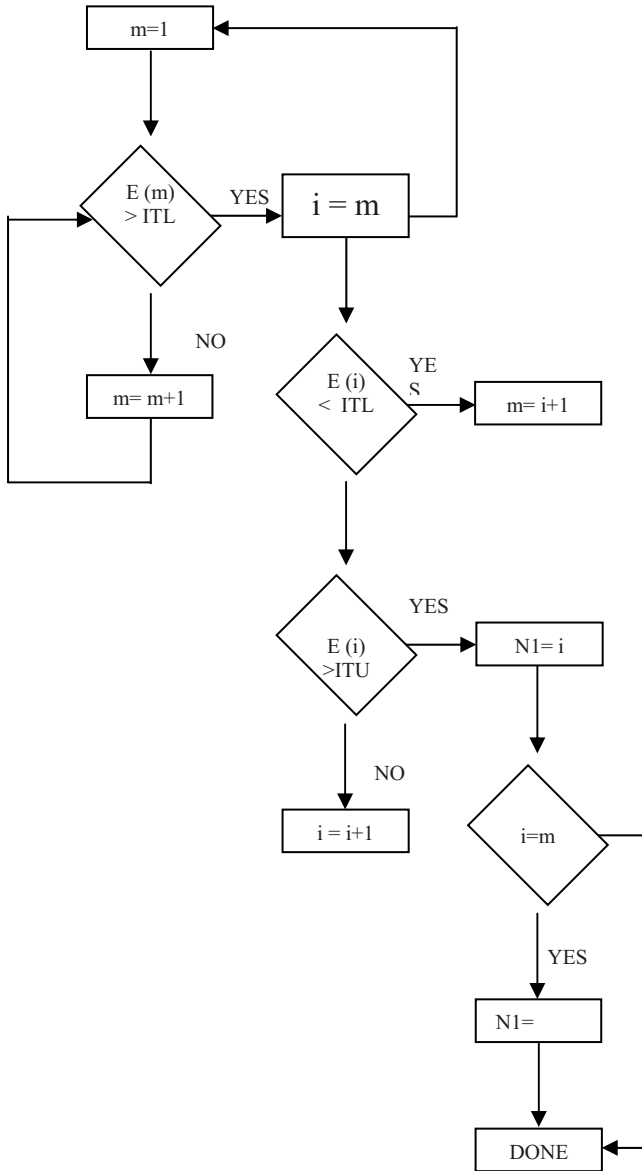 m=1
E (m)
> ITL
YES
i = m
NO
m= m+1
E (i)
< ITL
YE
S
m= i+1
E (i)
>ITU
YES
N1= i
NO
i = i+1
i=m
YES
N1=
DONE